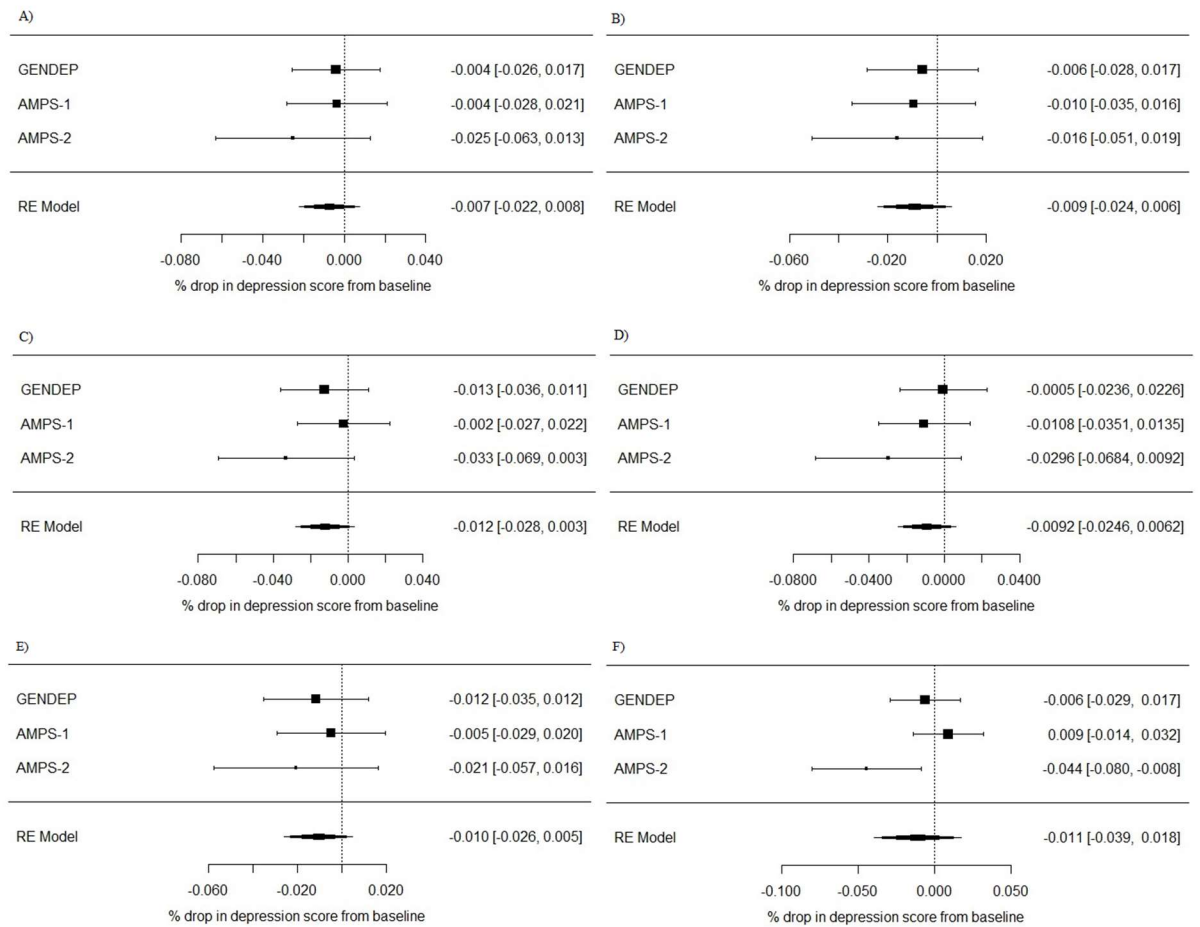 A)
GENDEP -0.004 [-0.026, 0.017]
AMPS-1 -0.004 [-0.028, 0.021]
AMPS-2 -0.025 [-0.063, 0.013]
RE Model -0.007 [-0.022, 0.008]
-0.080 -0.040 0.000 0.040
% drop in depression score from baseline
B)
GENDEP -0.006 [-0.028, 0.017]
AMPS-1 -0.010 [-0.035, 0.016]
AMPS-2 -0.016 [-0.051, 0.019]
RE Model -0.009 [-0.024, 0.006]
-0.060 -0.020 0.020
% drop in depression score from baseline
C)
GENDEP -0.013 [-0.036, 0.011]
AMPS-1 -0.002 [-0.027, 0.022]
AMPS-2 -0.033 [-0.069, 0.003]
RE Model -0.012 [-0.028, 0.003]
-0.080 -0.040 0.000 0.040
% drop in depression score from baseline
D)
GENDEP -0.0005 [-0.0236, 0.0226]
AMPS-1 -0.0108 [-0.0351, 0.0135]
AMPS-2 -0.0296 [-0.0684, 0.0092]
RE Model -0.0092 [-0.0246, 0.0062]
-0.0800 -0.0400 0.0000 0.0400
% drop in depression score from baseline
E)
GENDEP -0.012 [-0.035, 0.012]
AMPS-1 -0.005 [-0.029, 0.020]
AMPS-2 -0.021 [-0.057, 0.016]
RE Model -0.010 [-0.026, 0.005]
-0.060 -0.020 0.020
% drop in depression score from baseline
F)
GENDEP -0.006 [-0.029, 0.017]
AMPS-1 0.009 [-0.014, 0.032]
AMPS-2 -0.044 [-0.080, -0.008]
RE Model -0.011 [-0.039, 0.018]
-0.100 -0.050 0.000 0.050
% drop in depression score from baseline